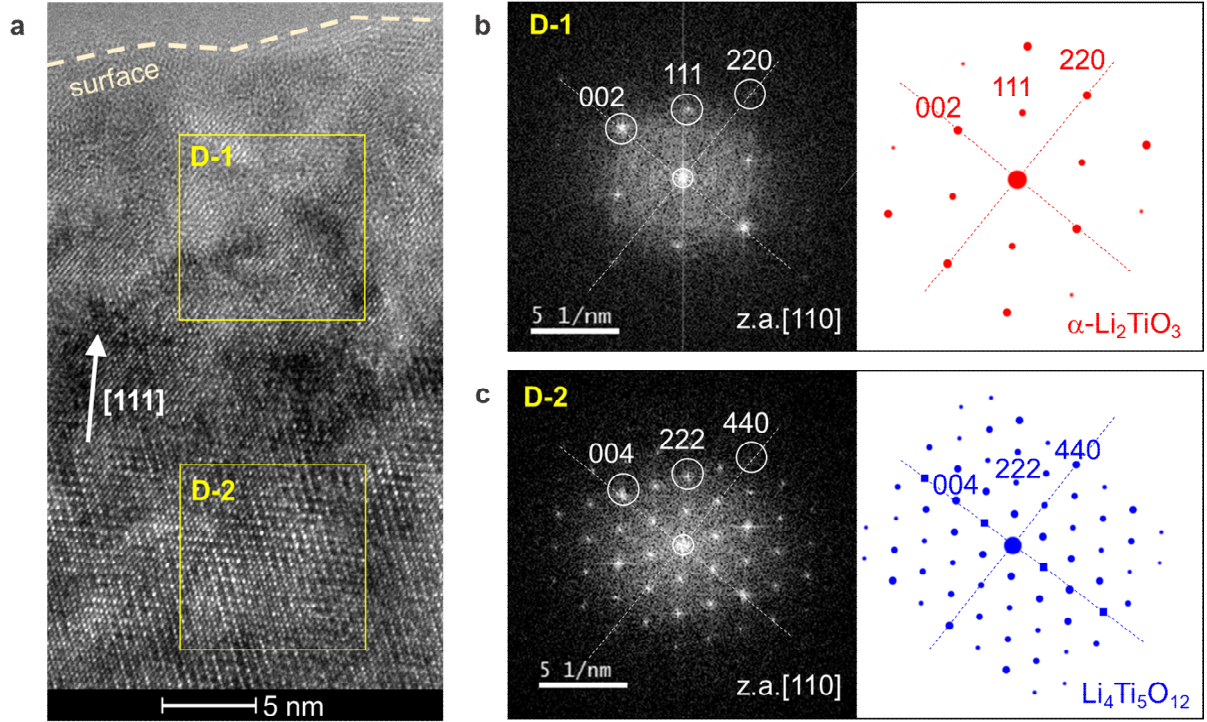 a
surface
D-1
[111]
D-2
5 nm
b
D-1
002
111
220
5 1/nm
z.a.[110]
002
111
220
α-Li₂TiO₃
c
D-2
004
222
440
5 1/nm
z.a.[110]
004
222
440
Li₄Ti₅O₁₂